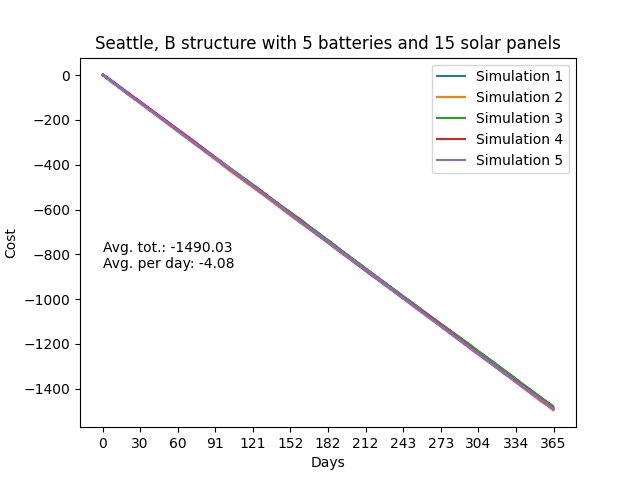 Seattle, B structure with 5 batteries and 15 solar panels
Simulation 1
Simulation 2
Simulation 3
Simulation 4
Simulation 5
0
−200
−400
−600
−800
−1000
−1200
−1400
Cost
Avg. tot.: -1490.03
Avg. per day: -4.08
0 30 60 91 121 152 182 212 243 273 304 334 365
Days